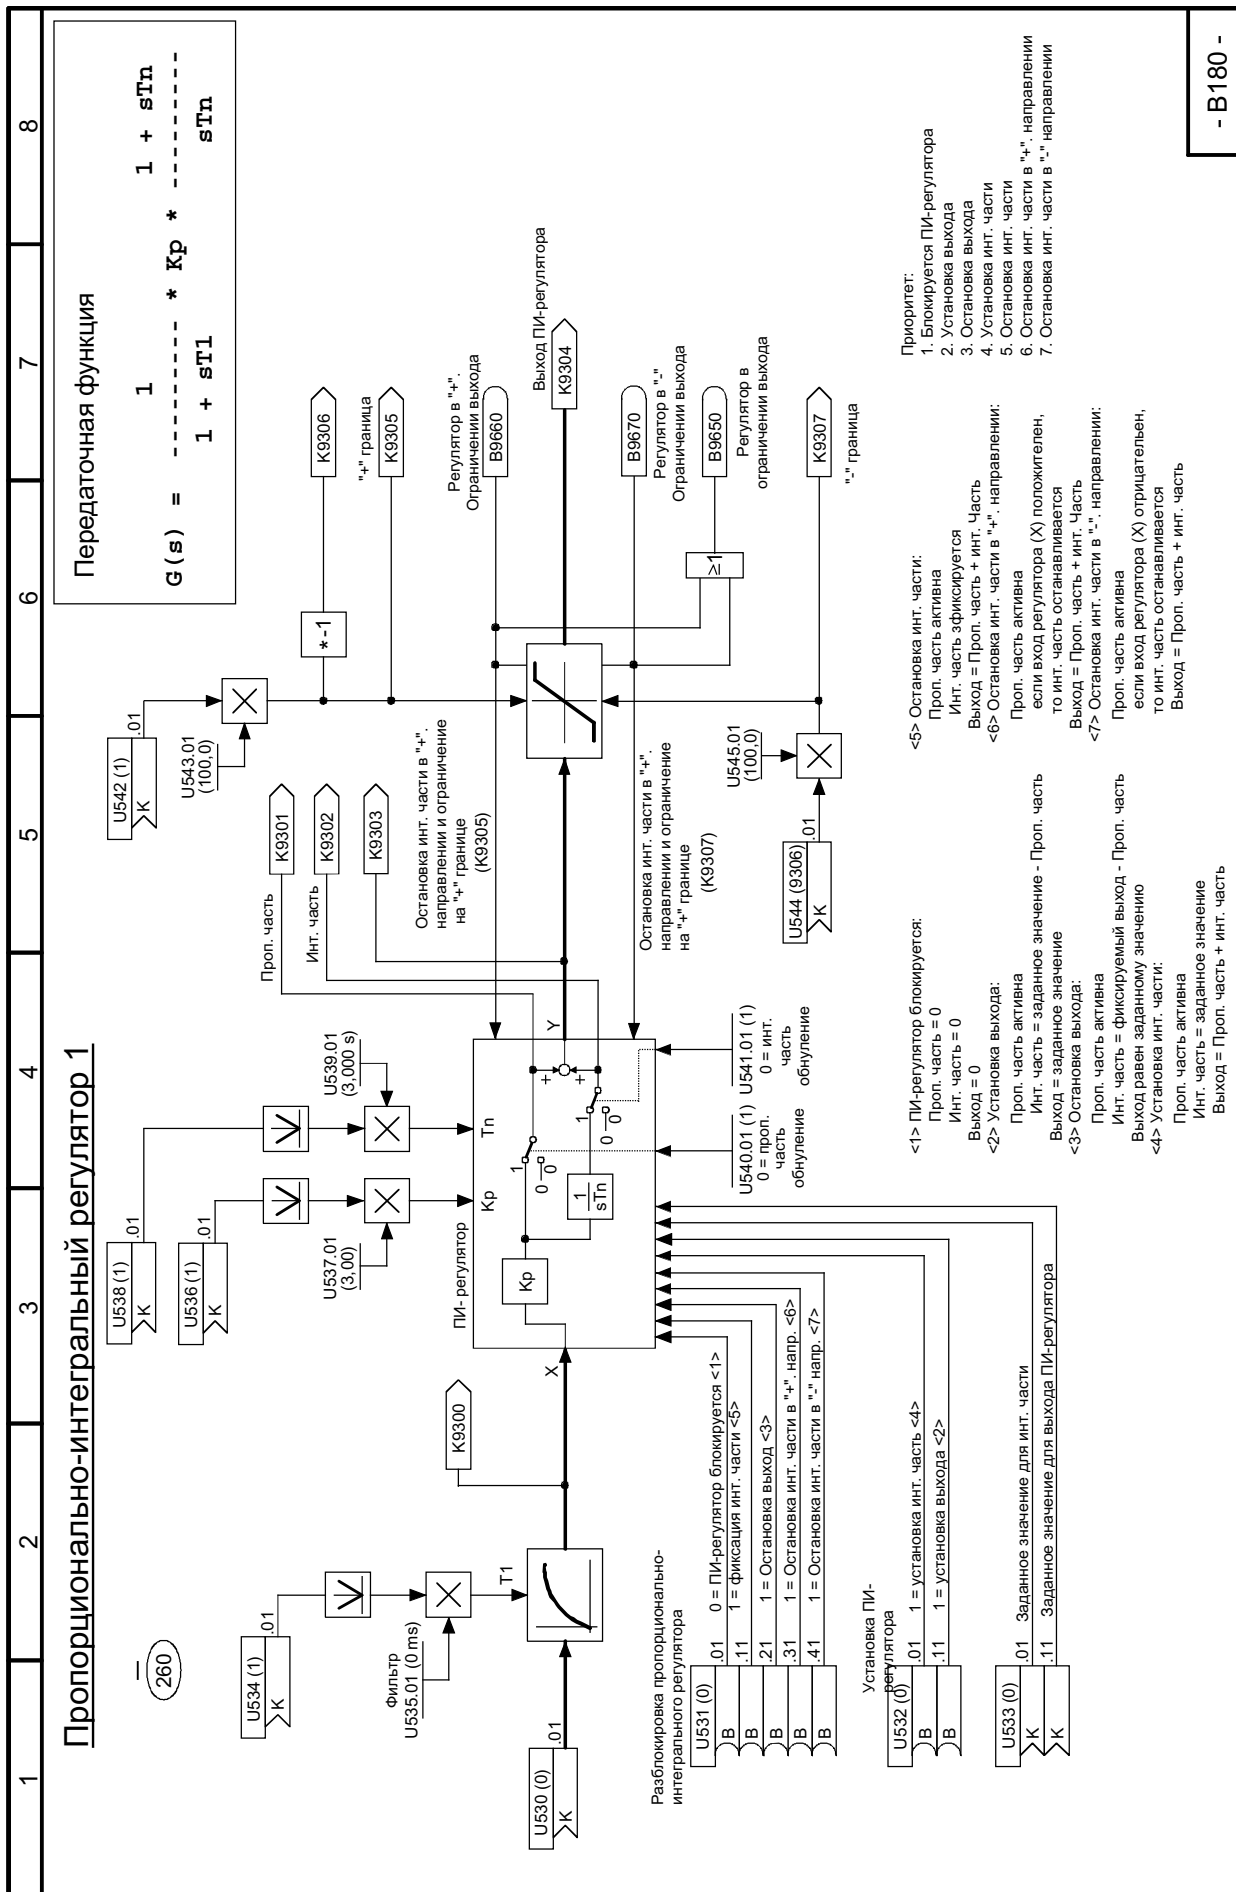 1 2 3 4 5 6 7 8
Пропорционально-интегральный регулятор 1
260
Передаточная функция
1 1 + sTn
G(s) = --------- * Kp * ---------
1 + sT1 sTn
U534 (1)
K
.01
Фильтр
U535.01 (0 ms)
T1
U530 (0)
K
.01
K9300
X
U538 (1)
K
.01
U536 (1)
K
.01
U537.01
(3,00)
U539.01
(3,000 s)
ПИ- регулятор
Kp
Tn
Kp
1
sTn
1
0
0
1
0
0
+
+
Y
U540.01 (1)
0 = проп.
часть
обнуление
U541.01 (1)
0 = инт.
часть
обнуление
Проп. часть
K9301
Инт. часть
K9302
K9303
U542 (1)
K
.01
U543.01
(100,0)
*-1
K9306
"+" граница
K9305
Остановка инт. части в "+".
направлении и ограничение
на "+" границе
(K9305)
Регулятор в "+".
Ограничении выхода
B9660
Выход ПИ-регулятора
K9304
Остановка инт. части в "+".
направлении и ограничение
на "+" границе
(K9307)
B9670
Регулятор в "-"
Ограничении выхода
≥1
B9650
Регулятор в
ограничении выхода
U545.01
(100,0)
U544 (9306)
K
.01
K9307
"-" граница
Разблокировка пропорционально-
интегрального регулятора
U531 (0)
B .01 0 = ПИ-регулятор блокируется <1>
B .11 1 = фиксация инт. части <5>
B .21 1 = Остановка выход <3>
B .31 1 = Остановка инт. части в "+". напр. <6>
B .41 1 = Остановка инт. части в "-" напр. <7>
Установка ПИ-
регулятора
U532 (0)
B .01 1 = установка инт. часть <4>
B .11 1 = установка выхода <2>
U533 (0)
K .01 Заданное значение для инт. части
K .11 Заданное значение для выхода ПИ-регулятора
<1> ПИ-регулятор блокируется:
Проп. часть = 0
Инт. часть = 0
Выход = 0
<2> Установка выхода:
Проп. часть активна
Инт. часть = заданное значение - Проп. часть
Выход = заданное значение
<3> Остановка выхода:
Проп. часть активна
Инт. часть = фиксируемый выход - Проп. часть
Выход равен заданному значению
<4> Установка инт. части:
Проп. часть активна
Инт. часть = заданное значение
Выход = Проп. часть + инт. часть
<5> Остановка инт. части:
Проп. часть активна
Инт. часть зфиксируется
Выход = Проп. часть + инт. Часть
<6> Остановка инт. части в "+". направлении:
Проп. часть активна
если вход регулятора (X) положителен,
то инт. часть останавливается
Выход = Проп. часть + инт. Часть
<7> Остановка инт. части в "-". направлении:
Проп. часть активна
если вход регулятора (X) отрицательен,
то инт. часть останавливается
Выход = Проп. часть + инт. часть
Приоритет:
1. Блокируется ПИ-регулятора
2. Установка выхода
3. Остановка выхода
4. Установка инт. части
5. Остановка инт. части
6. Остановка инт. части в "+". направлении
7. Остановка инт. части в "-" направлении
- B180 -